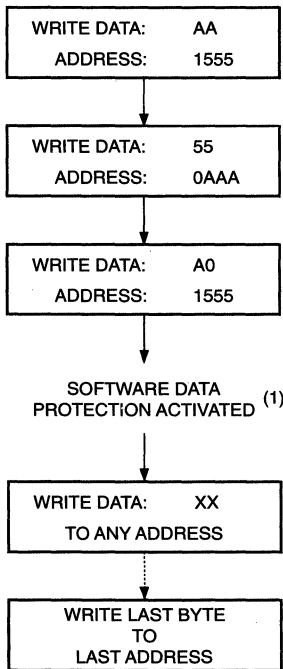 WRITE DATA: AA
ADDRESS: 1555
WRITE DATA: 55
ADDRESS: 0AAA
WRITE DATA: A0
ADDRESS: 1555
SOFTWARE DATA (1)
PROTECTION ACTIVATED
WRITE DATA: XX
TO ANY ADDRESS
WRITE LAST BYTE
TO
LAST ADDRESS